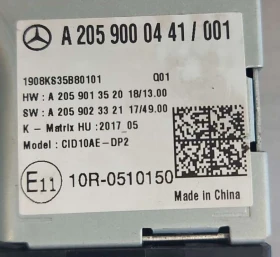 A 205 900 04 41 / 001
1908KS35B80101 Q01
HW : A 205 901 35 20 18/13.00
SW : A 205 902 33 21 17/49.00
K - Matrix HU : 2017_05
Model : CID10AE-DP2
E11 10R-0510150
Made in China